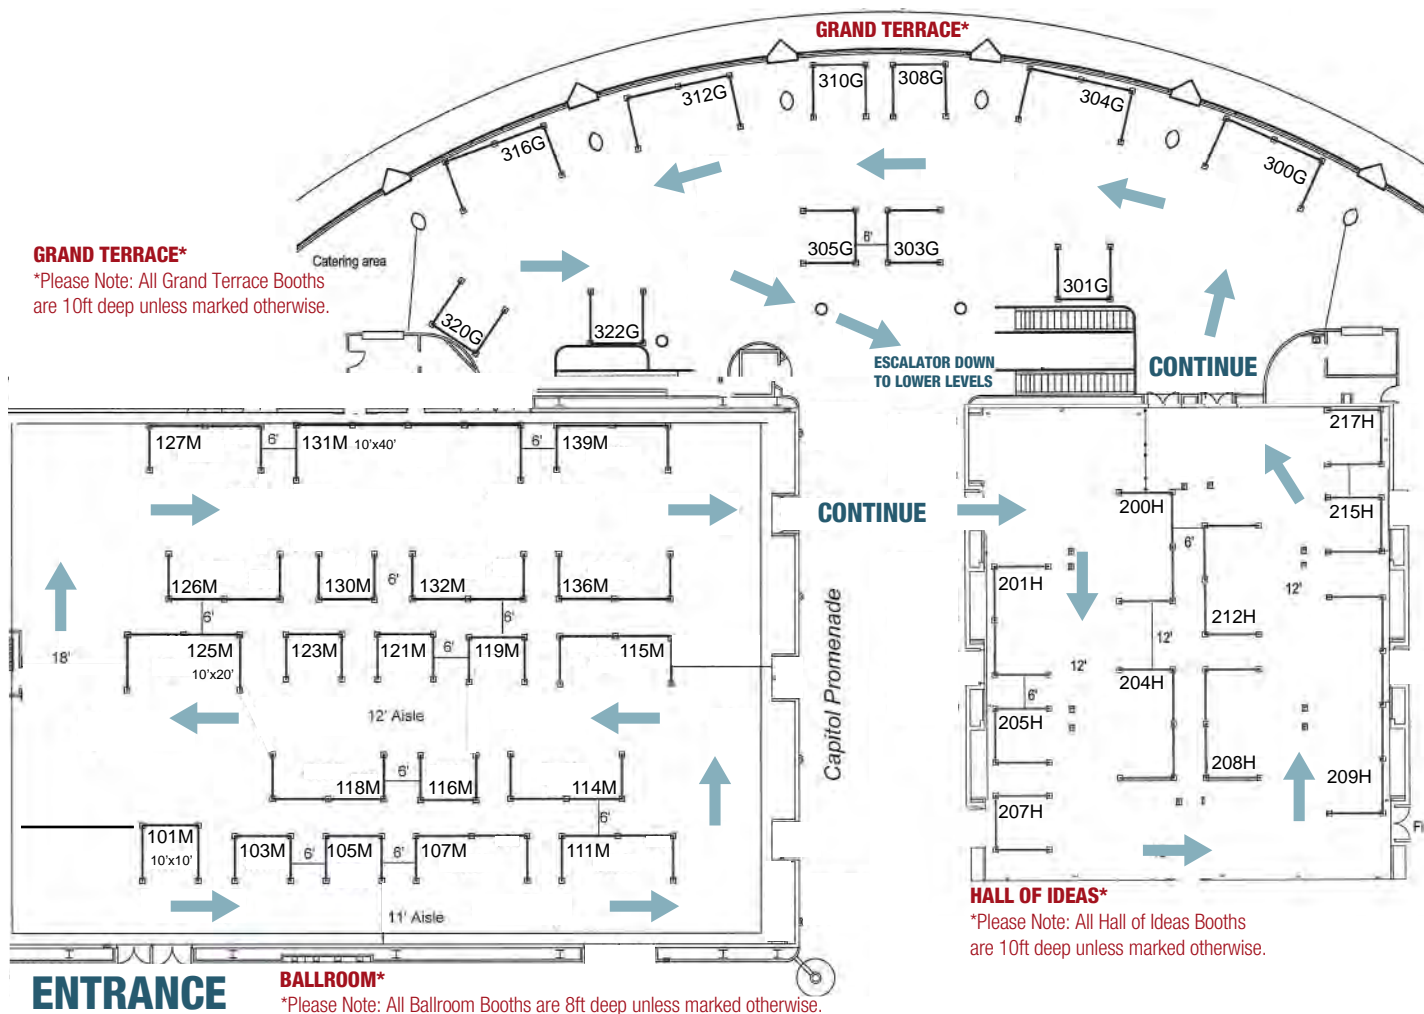 GRAND TERRACE*
310G
308G
312G
304G
316G
300G
305G
6'
303G
GRAND TERRACE*
*Please Note: All Grand Terrace Booths
are 10ft deep unless marked otherwise.
Catering area
301G
320G
322G
ESCALATOR DOWN
TO LOWER LEVELS
CONTINUE
127M
6'
131M
10'x40'
6'
139M
217H
CONTINUE
200H
215H
6'
126M
130M
6'
132M
136M
201H
12'
6'
6'
212H
125M
10'x20'
123M
121M
6'
119M
115M
12'
18'
12'
204H
6'
Capitol Promenade
12' Aisle
205H
118M
6'
116M
114M
208H
209H
6'
207H
101M
10'x10'
103M
6'
105M
6'
107M
111M
11' Aisle
HALL OF IDEAS*
*Please Note: All Hall of Ideas Booths
are 10ft deep unless marked otherwise.
ENTRANCE
BALLROOM*
*Please Note: All Ballroom Booths are 8ft deep unless marked otherwise.